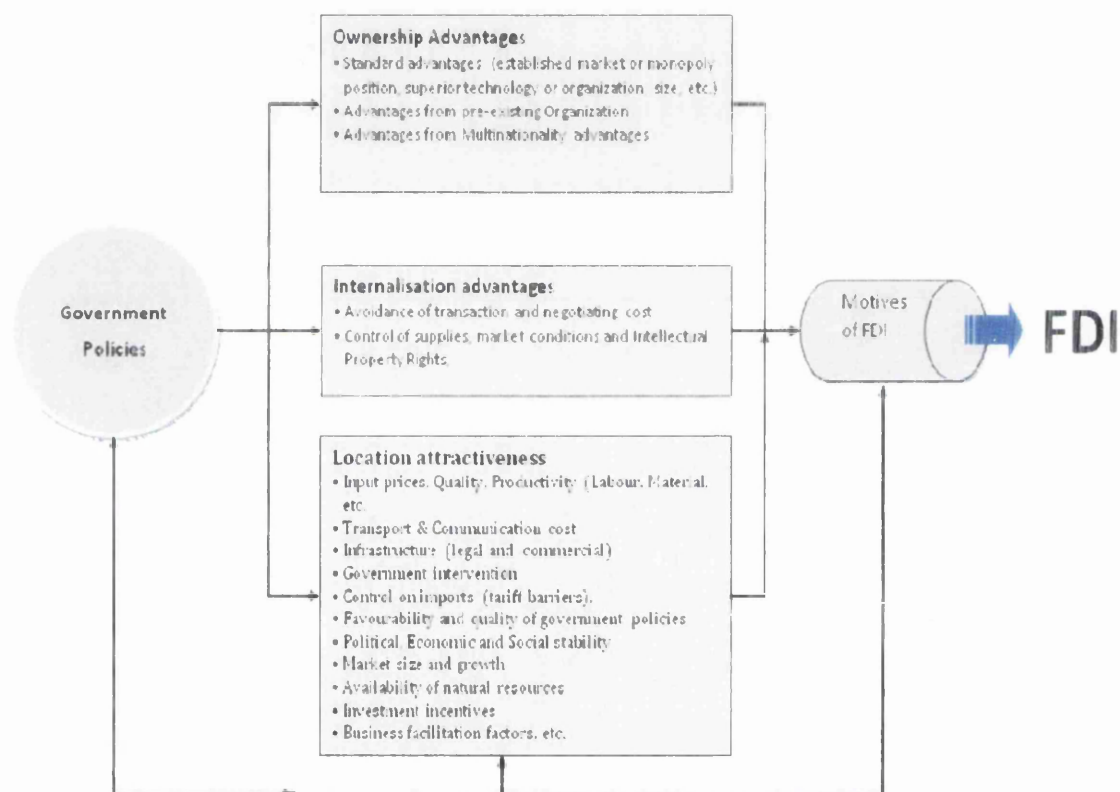 Ownership Advantages
• Standard advantages (established market or monopoly
position, superior technology or organization size, etc.)
• Advantages from pre-existing Organization
• Advantages from Multinationality advantages
Government
Policies
Internalisation advantages
• Avoidance of transaction and negotiating cost
• Control of supplies, market conditions and Intellectual
Property Rights.
Motives
of FDI
FDI
Location attractiveness
• Input prices, Quality, Productivity (Labour, Material,
etc.
• Transport & Communication cost
• Infrastructure (legal and commercial)
• Government intervention
• Control on imports (tariff barriers).
• Favourability and quality of government policies
• Political, Economic and Social stability
• Market size and growth
• Availability of natural resources
• Investment incentives
• Business facilitation factors, etc.